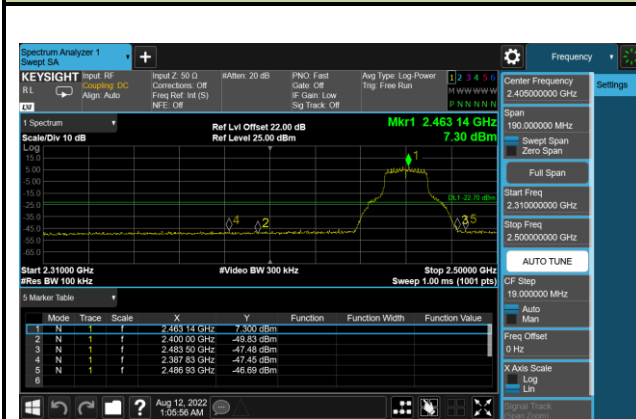 Spectrum Analyzer 1
Swept SA
Frequency
KEYSIGHT
Input: RF
Coupling: DC
Align: Auto
RL
Input Z: 50 Ω
Corrections: Off
Freq Ref: Int (S)
NFE: Off
#Atten: 20 dB
PNO: Fast
Gate: Off
IF Gain: Low
Sig Track: Off
Avg Type: Log-Power
Trig: Free Run
1 2 3 4 5 6
M W W W W W
P N N N N N
Center Frequency
2.405000000 GHz
Settings
1 Spectrum
Scale/Div 10 dB
Ref Lvl Offset 22.00 dB
Ref Level 25.00 dBm
Mkr1 2.463 14 GHz
7.30 dBm
Span
190.000000 MHz
Swept Span
Zero Span
Full Span
Log
15.0
5.00
-5.00
-15.0
-25.0
-35.0
-45.0
-55.0
-65.0
1
DL1 -22.70 dBm
4
2
3
5
Start Freq
2.310000000 GHz
Stop Freq
2.500000000 GHz
AUTO TUNE
Start 2.31000 GHz
#Video BW 300 kHz
Stop 2.50000 GHz
#Res BW 100 kHz
Sweep 1.00 ms (1001 pts)
CF Step
19.000000 MHz
Auto
Man
5 Marker Table
Mode Trace Scale X Y Function Function Width Function Value
1 N 1 f 2.463 14 GHz 7.300 dBm
2 N 1 f 2.400 00 GHz -49.83 dBm
3 N 1 f 2.483 50 GHz -47.48 dBm
4 N 1 f 2.387 83 GHz -47.45 dBm
5 N 1 f 2.486 93 GHz -46.69 dBm
6
Freq Offset
0 Hz
X Axis Scale
Log
Lin
Signal Track
(Span Zoom)
?
Aug 12, 2022
1:05:56 AM